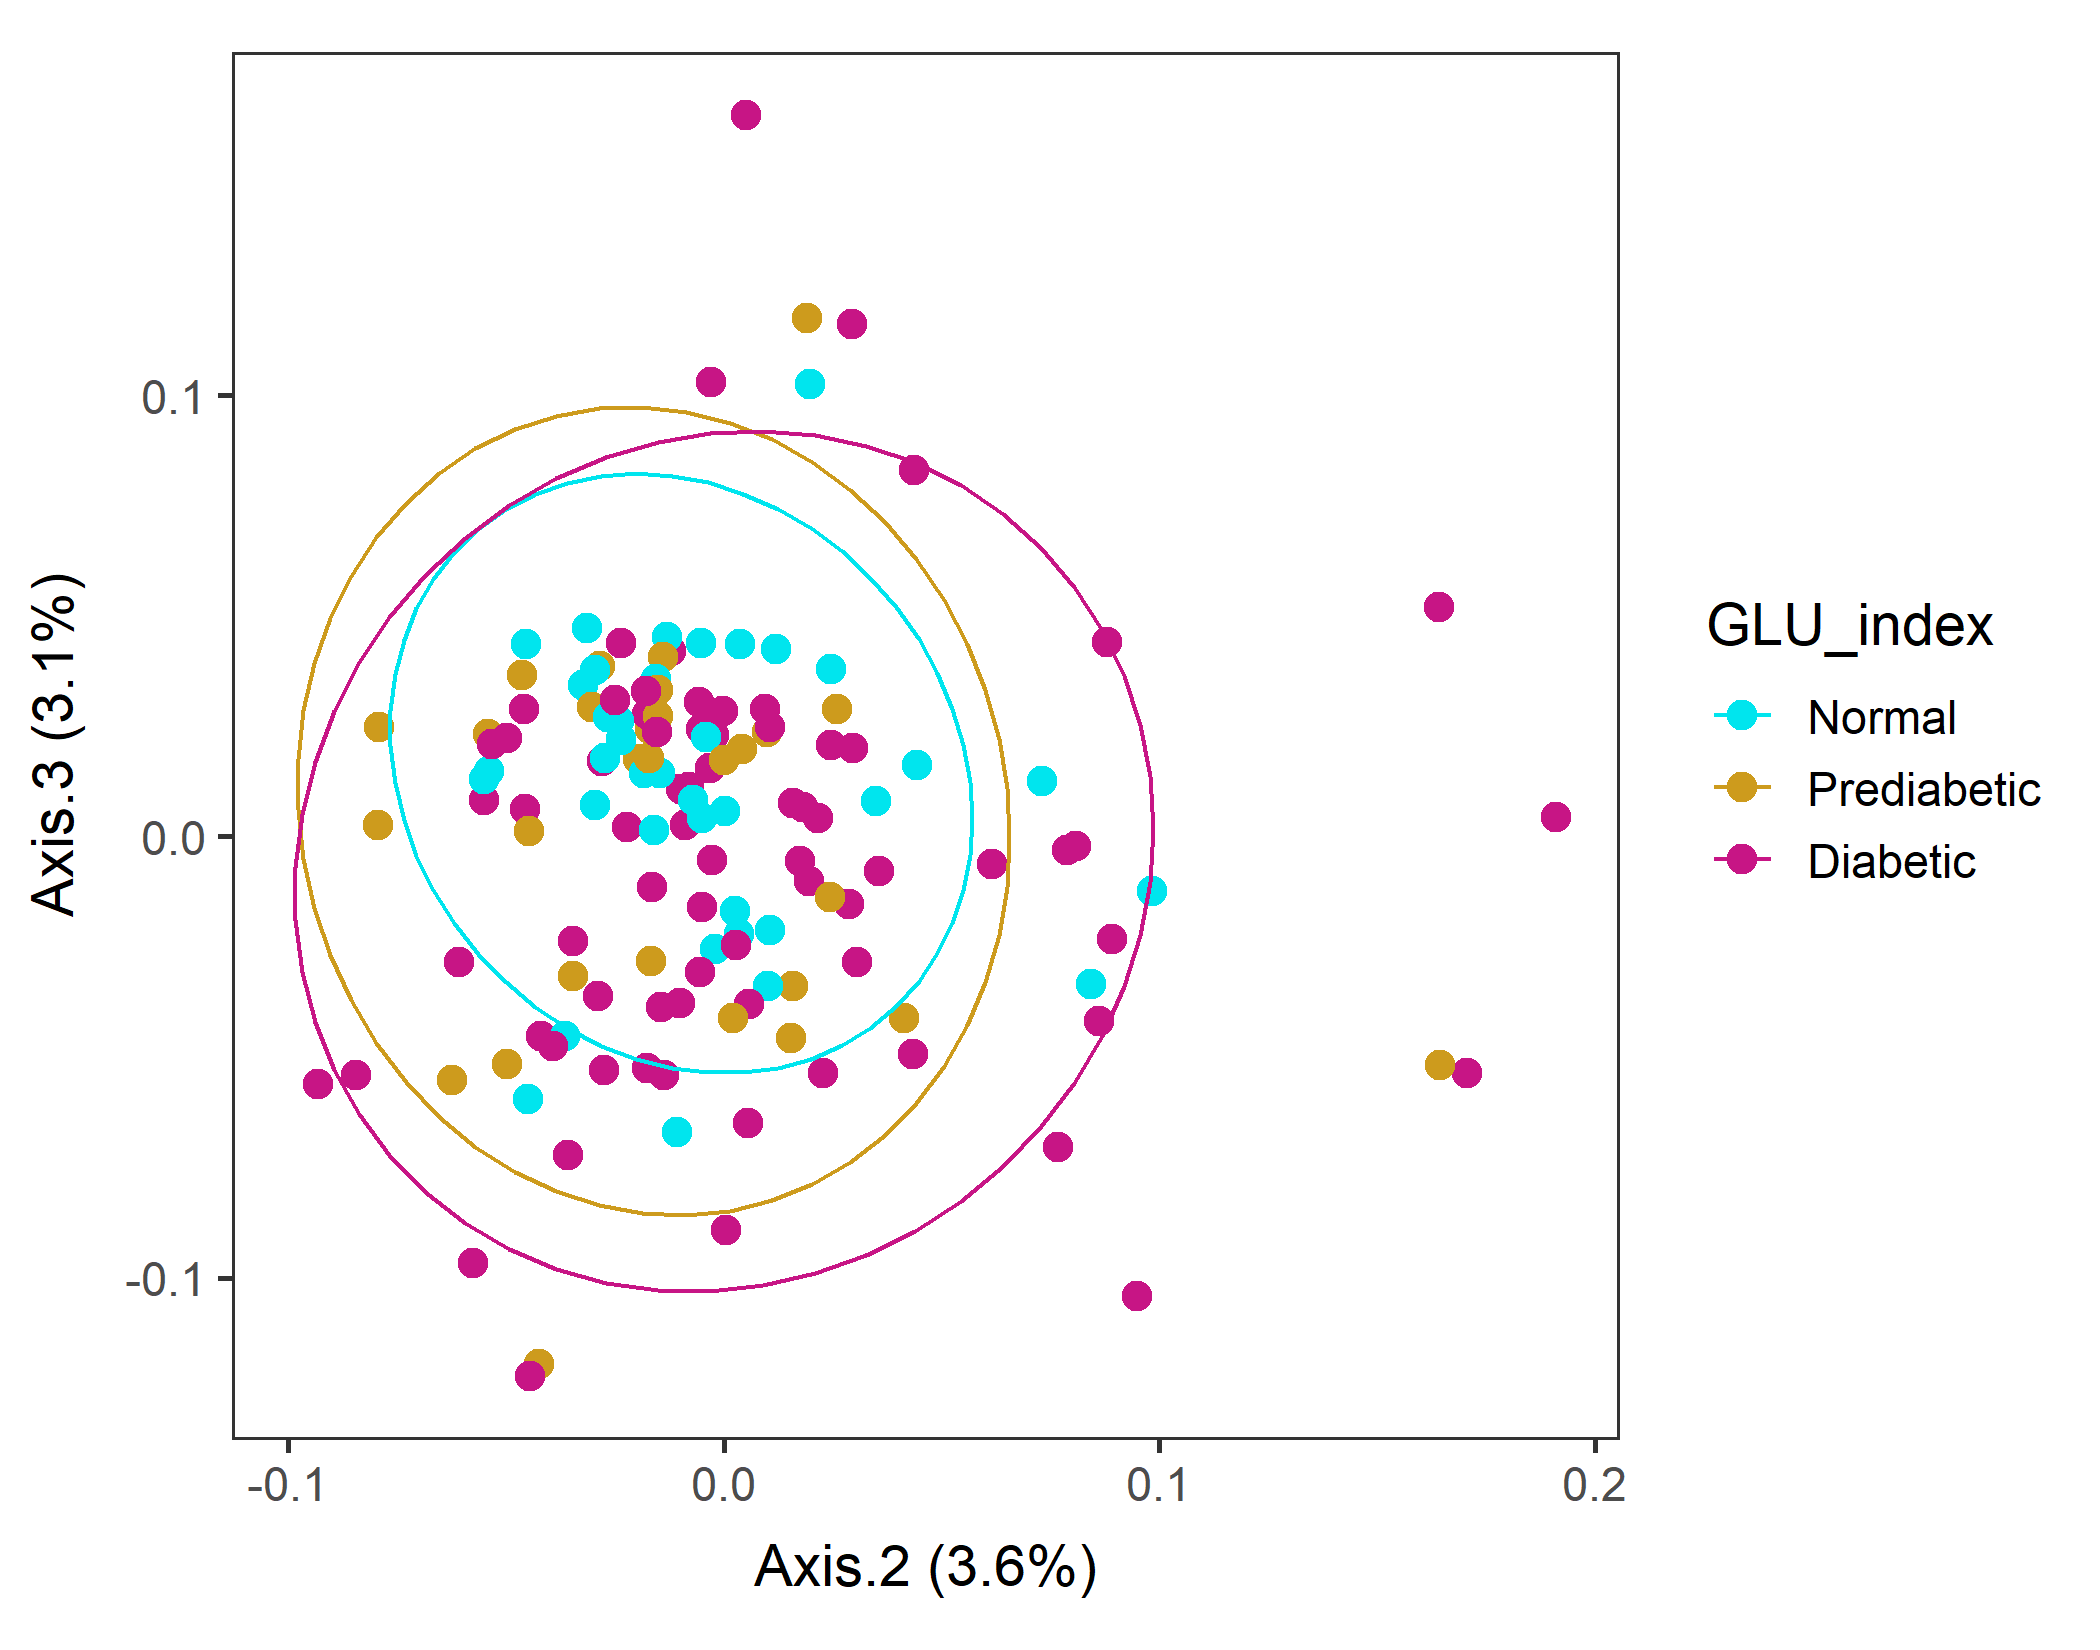 Axis.3 (3.1%)
0.1
0.0
-0.1
-0.1
0.0
0.1
0.2
Axis.2 (3.6%)
GLU_index
Normal
Prediabetic
Diabetic